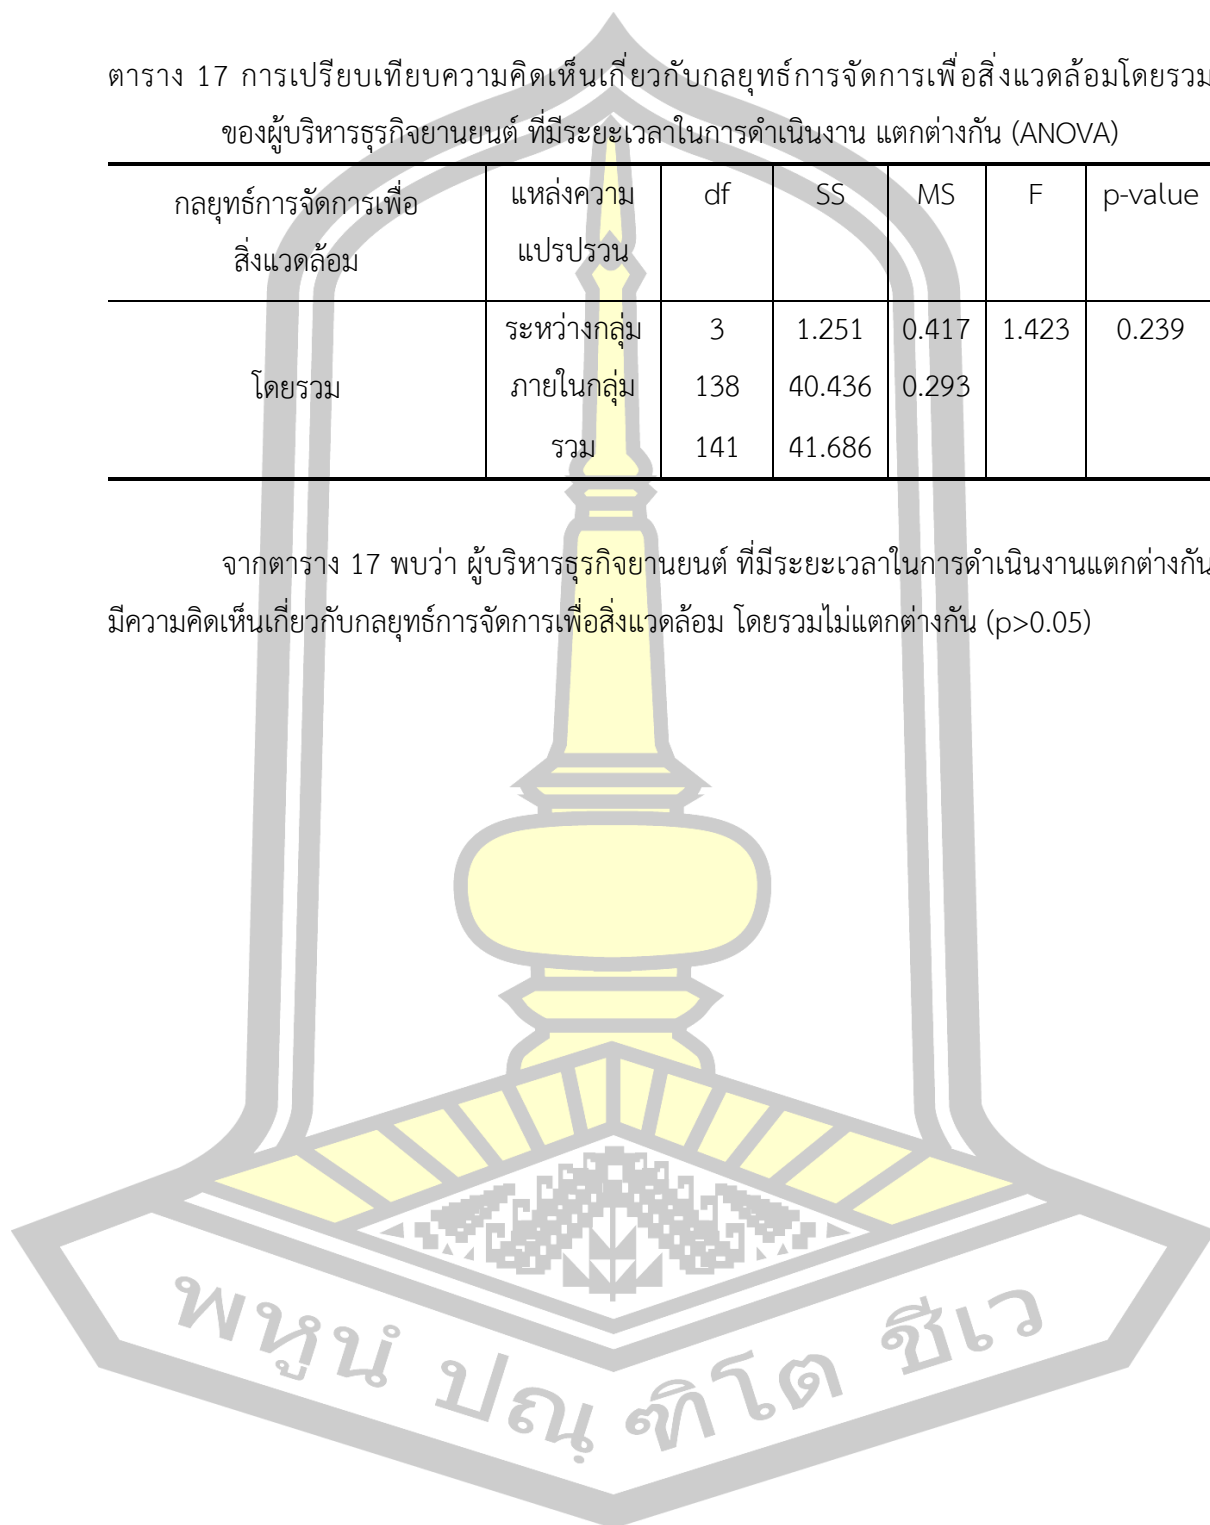 ตาราง 17 การเปรียบเทียบความคิดเห็นเกี่ยวกับกลยุทธ์การจัดการเพื่อสิ่งแวดล้อมโดยรวม
ของผู้บริหารธุรกิจยานยนต์ ที่มีระยะเวลาในการดำเนินงาน แตกต่างกัน (ANOVA)
กลยุทธ์การจัดการเพื่อ แหล่งความ df SS MS F p-value
สิ่งแวดล้อม แปรปรวน
ระหว่างกลุ่ม 3 1.251 0.417 1.423 0.239
โดยรวม ภายในกลุ่ม 138 40.436 0.293
รวม 141 41.686
จากตาราง 17 พบว่า ผู้บริหารธุรกิจยานยนต์ ที่มีระยะเวลาในการดำเนินงานแตกต่างกัน
มีความคิดเห็นเกี่ยวกับกลยุทธ์การจัดการเพื่อสิ่งแวดล้อม โดยรวมไม่แตกต่างกัน (p>0.05)
พหูนํ ปณฺ ฑิโต ชีเว